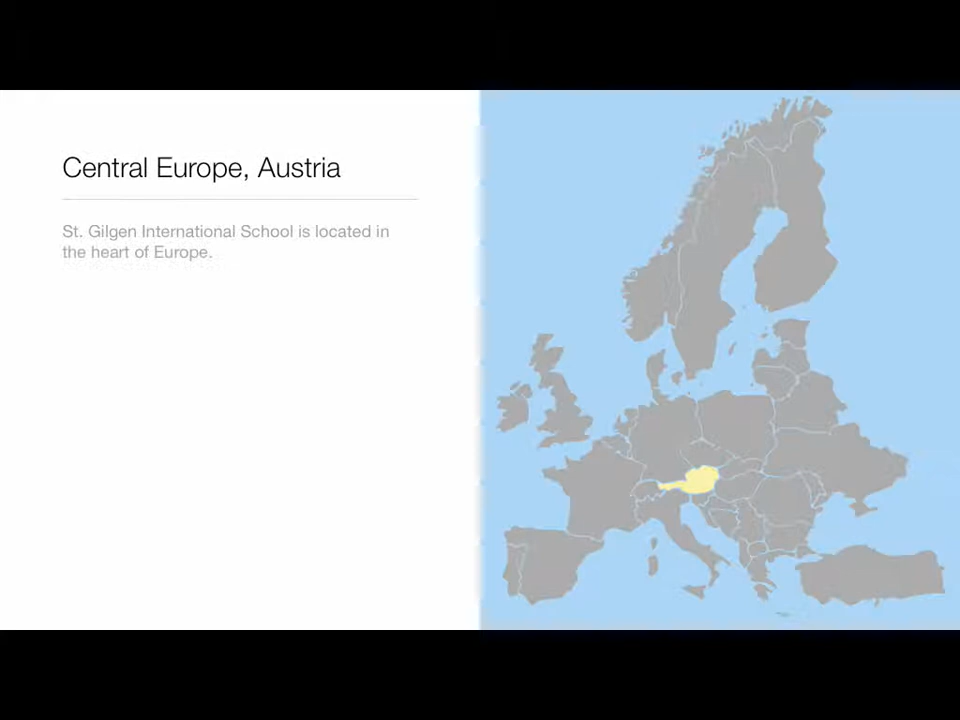 Central Europe, Austria
St. Gilgen International School is located in
the heart of Europe.